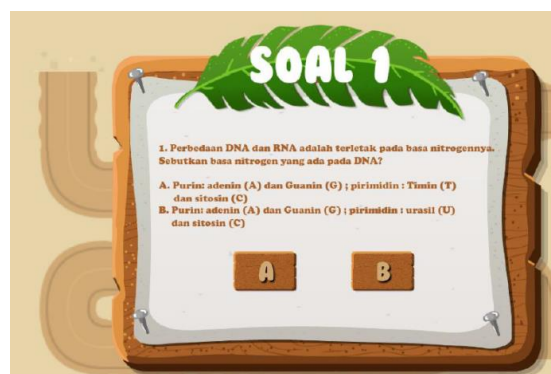 SOAL 1
1. Perbedaan DNA dan RNA adalah terletak pada basa nitrogennya.
Sebutkan basa nitrogen yang ada pada DNA?
A. Purin: adenin (A) dan Guanin (G) ; pirimidin : Timin (T)
dan sitosin (C)
B. Purin: adenin (A) dan Guanin (G) ; pirimidin : urasil (U)
dan sitosin (C)
A
B